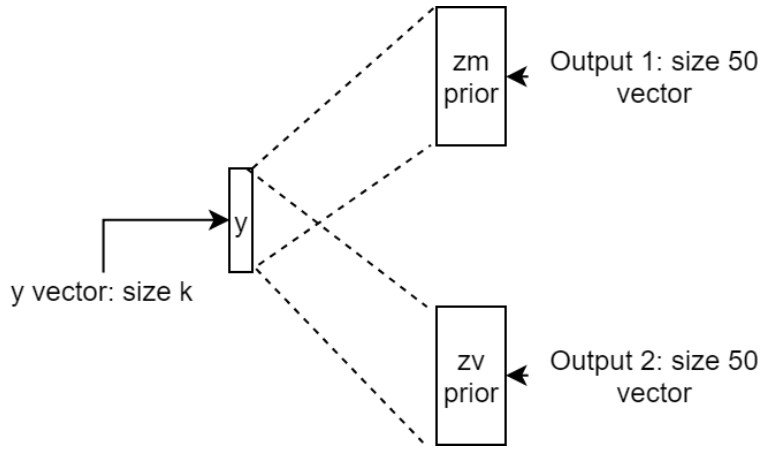 zm
prior
Output 1: size 50
vector
y
y vector: size k
zv
prior
Output 2: size 50
vector